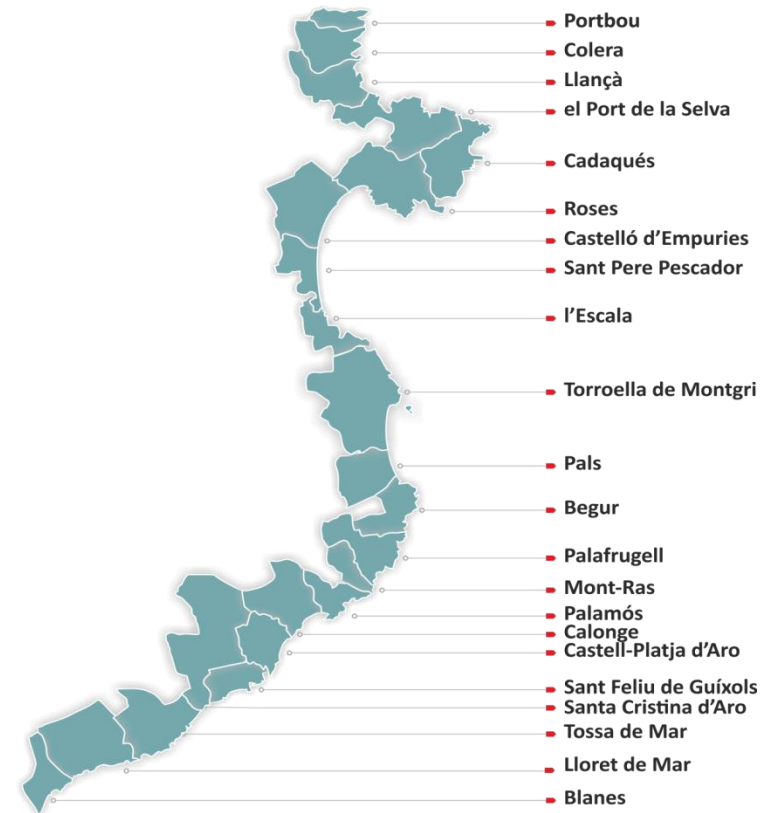 Portbou
Colera
Llançà
el Port de la Selva
Cadaqués
Roses
Castelló d’Empuries
Sant Pere Pescador
l’Escala
Torroella de Montgri
Pals
Begur
Palafrugell
Mont-Ras
Palamós
Calonge
Castell-Platja d’Aro
Sant Feliu de Guíxols
Santa Cristina d’Aro
Tossa de Mar
Lloret de Mar
Blanes